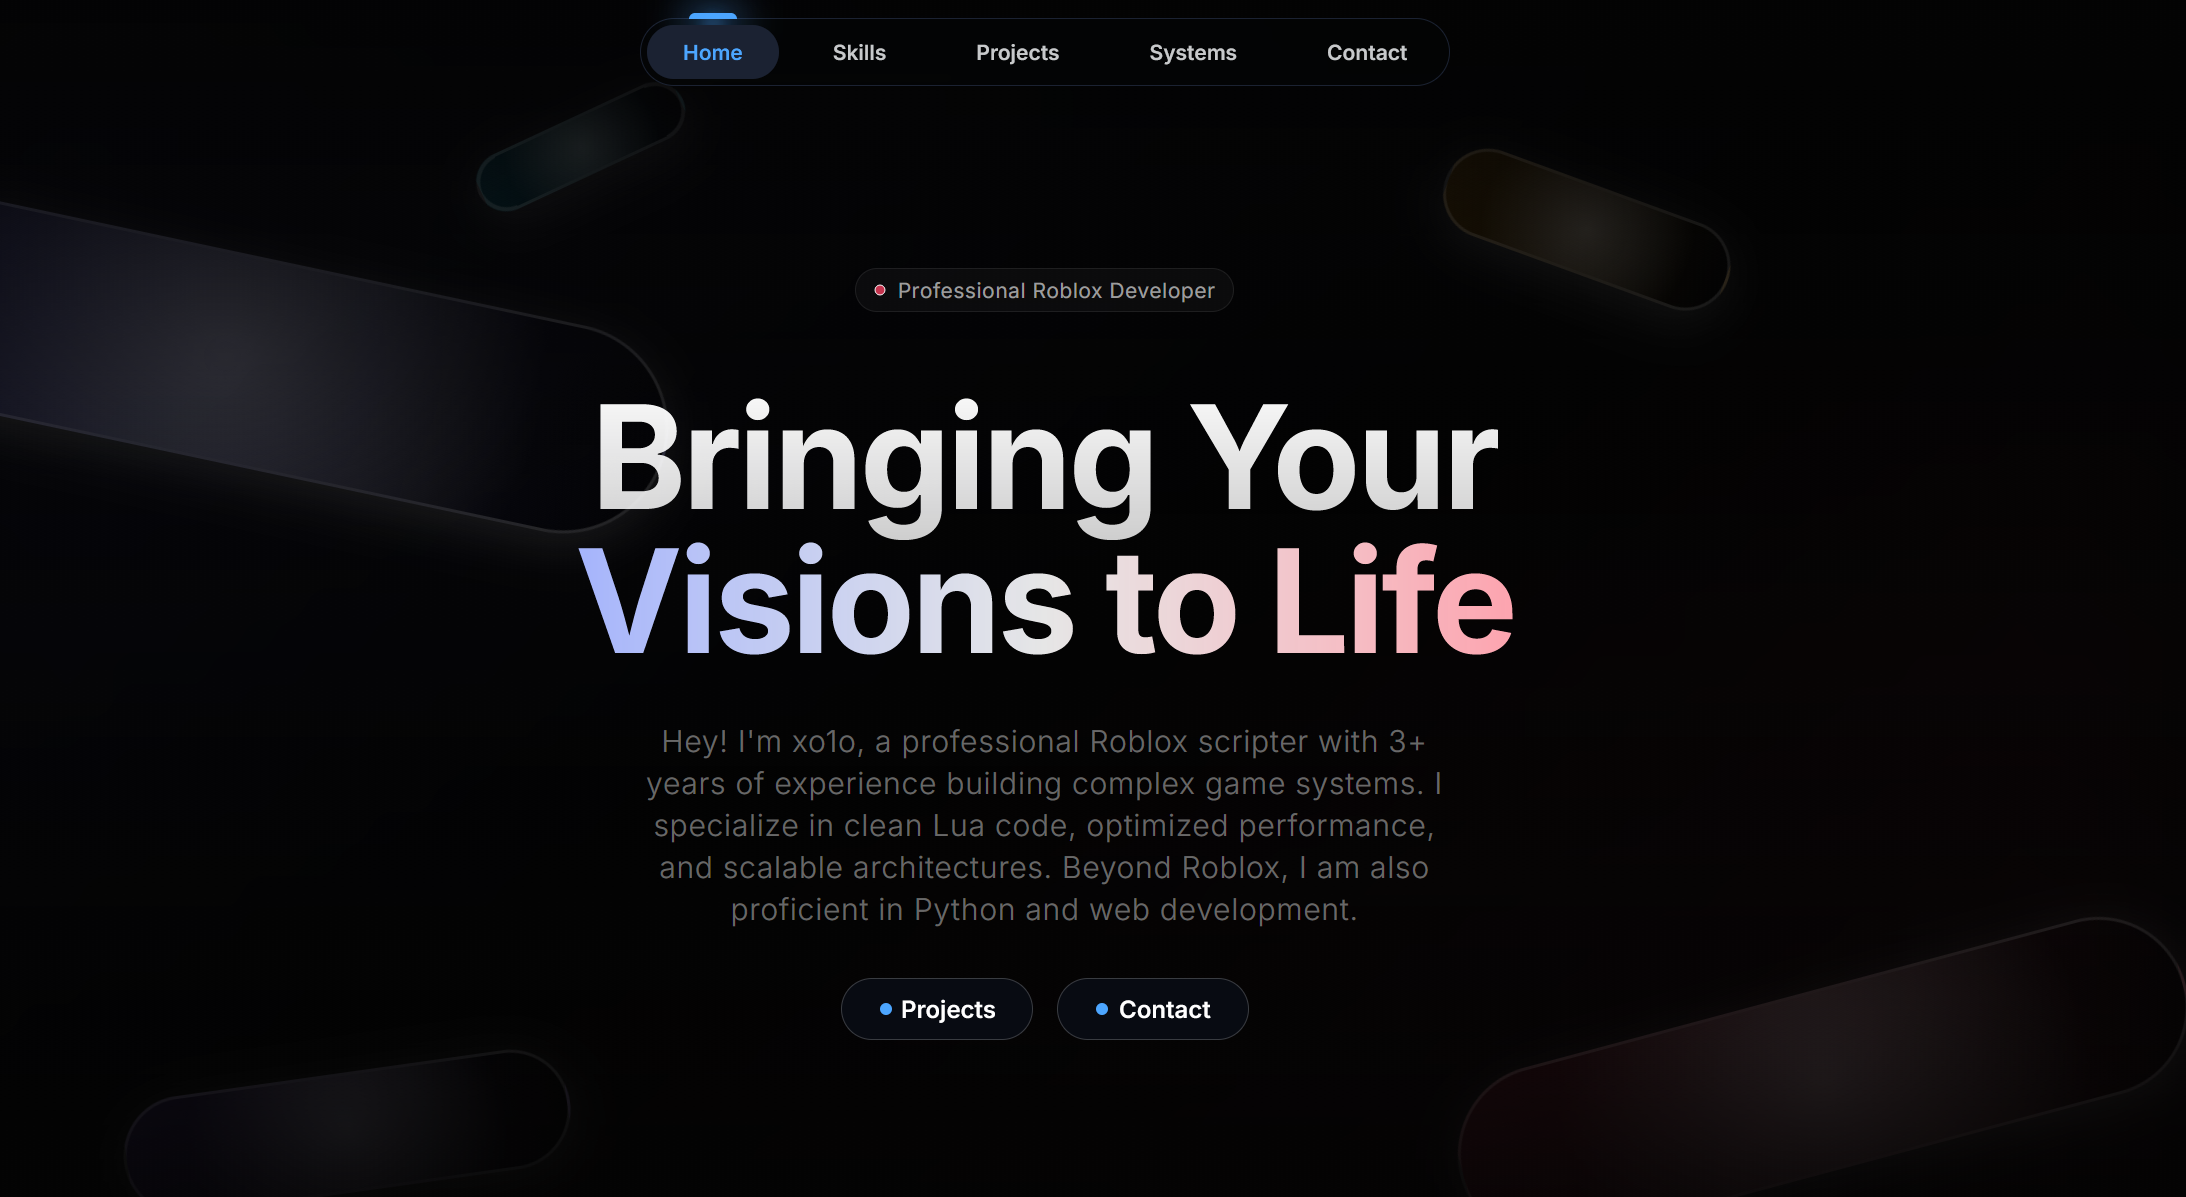 Home Skills Projects Systems Contact
Professional Roblox Developer
Bringing Your
Visions to Life
Hey! I'm xo1o, a professional Roblox scripter with 3+
years of experience building complex game systems. I
specialize in clean Lua code, optimized performance,
and scalable architectures. Beyond Roblox, I am also
proficient in Python and web development.
Projects Contact